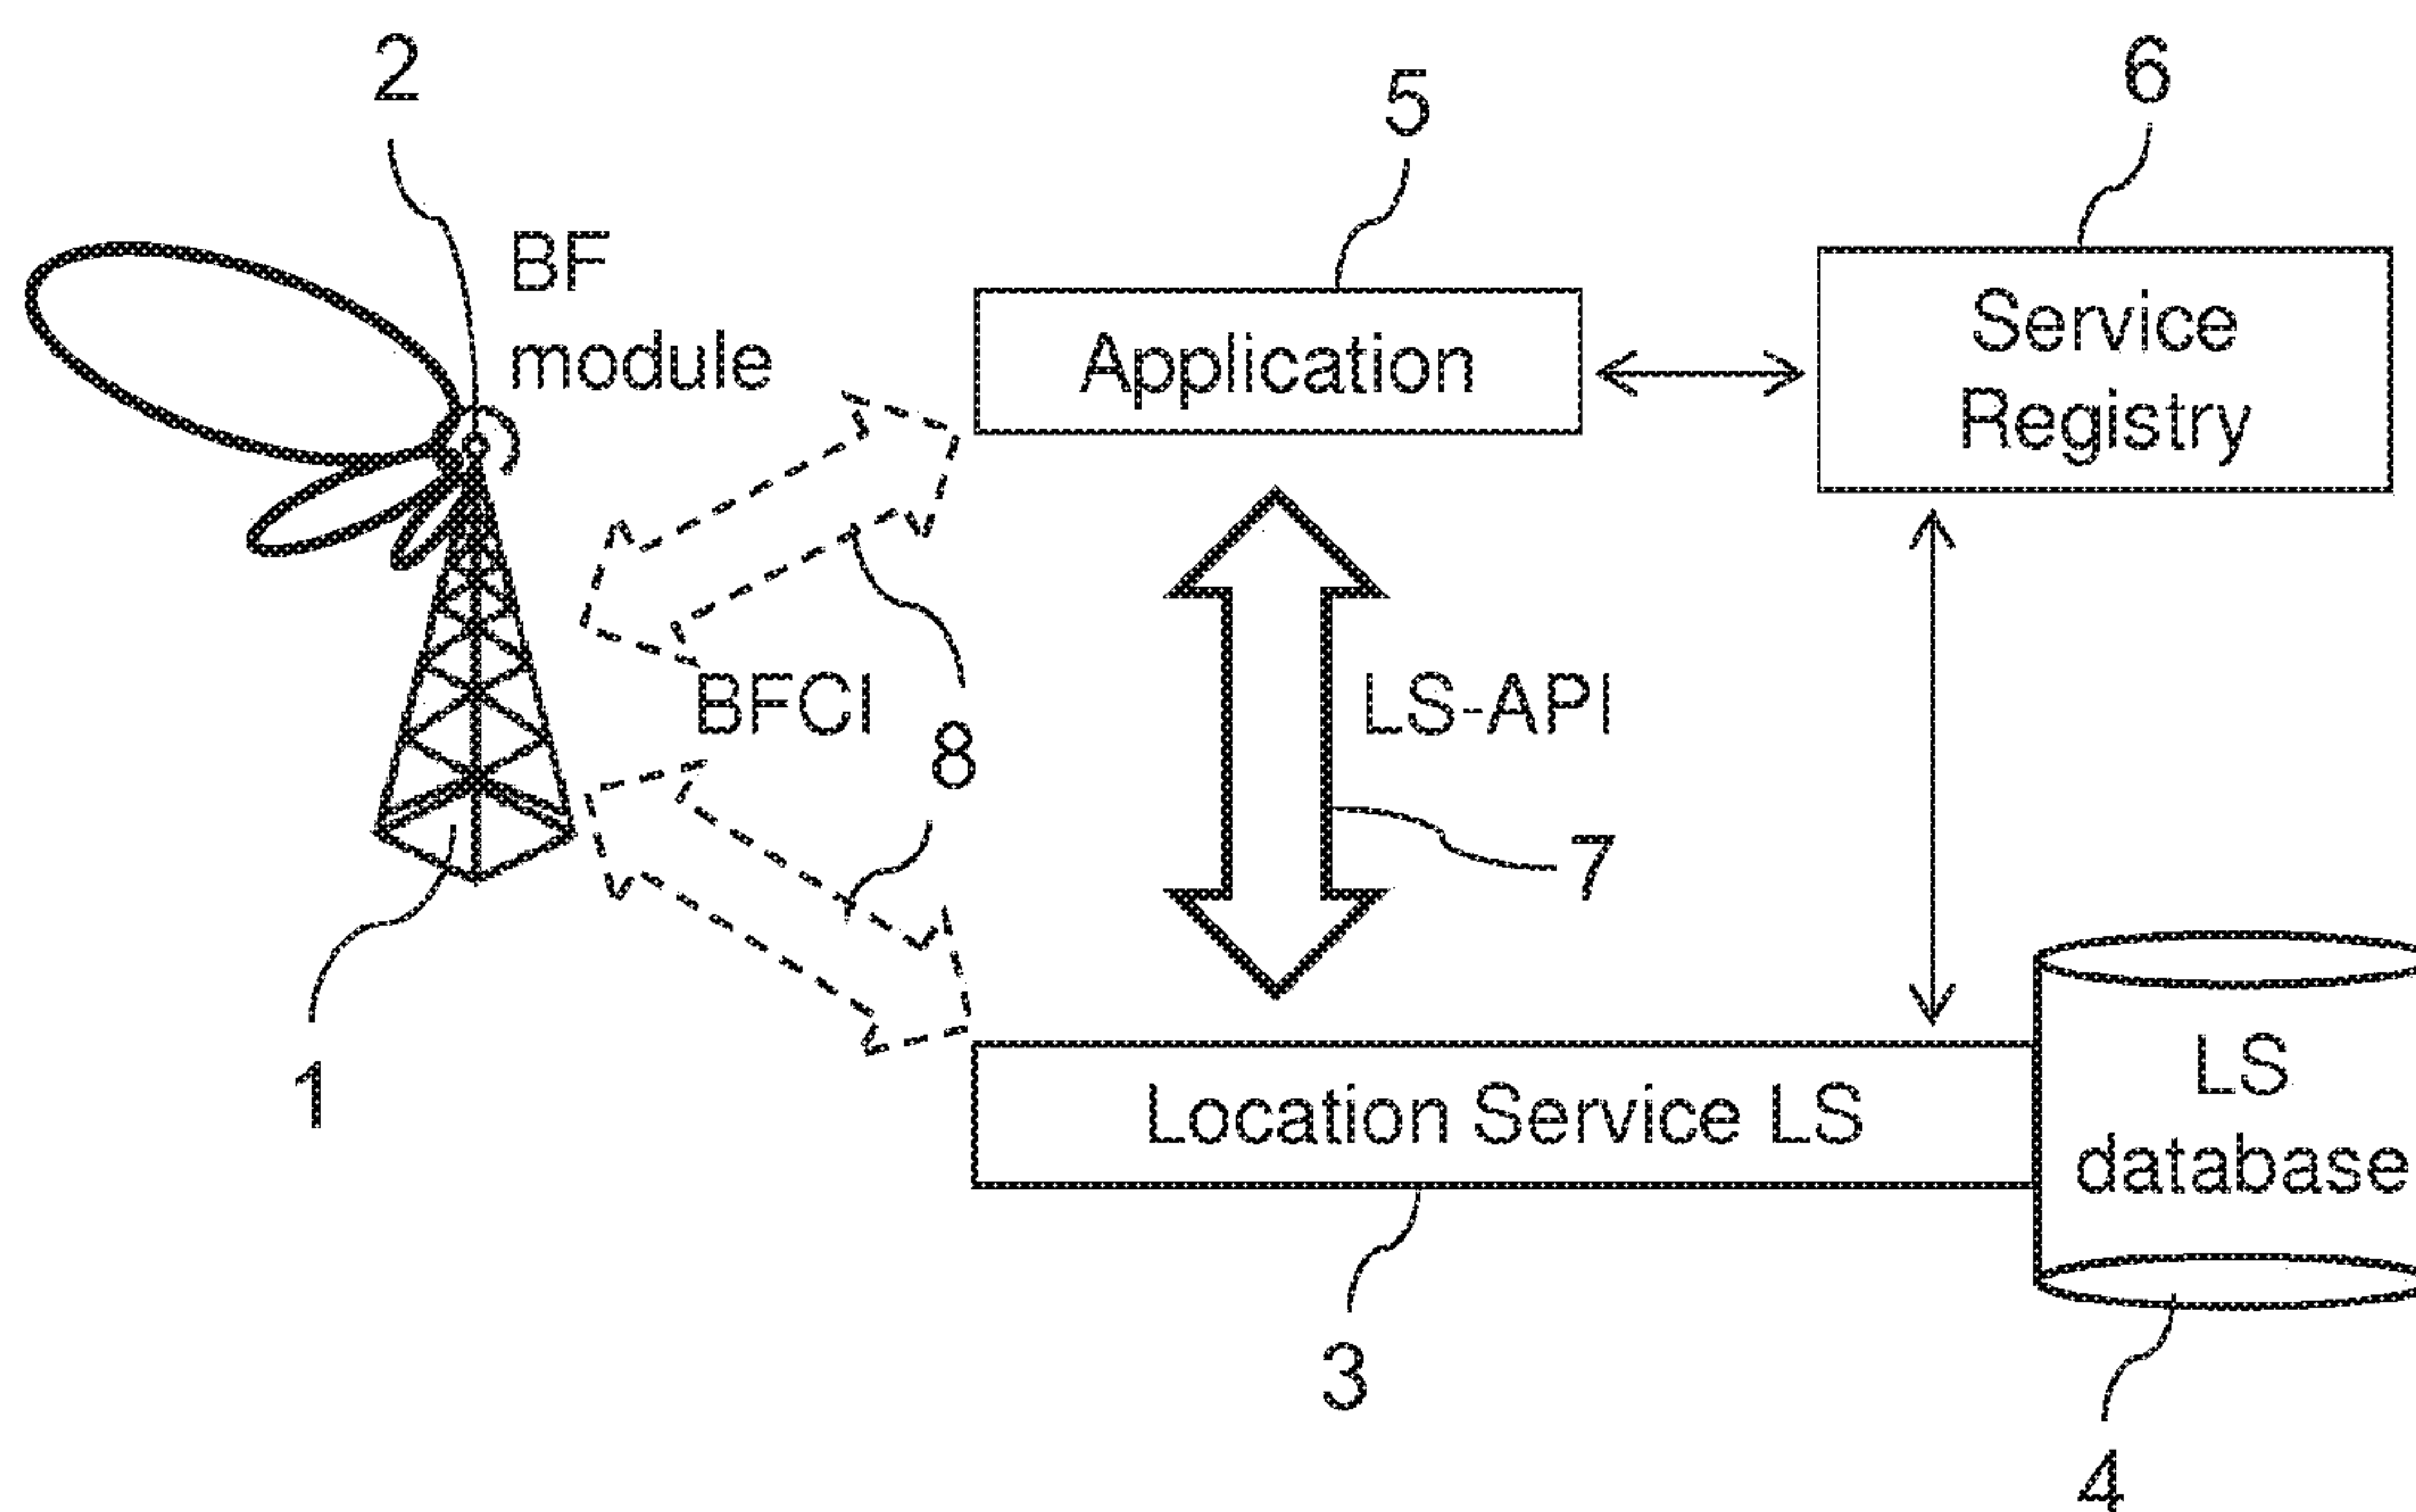 2
5
6
BF
module
Application
Service
Registry
BFCI
8
LS-API
7
1
Location Service LS
LS
database
3
4